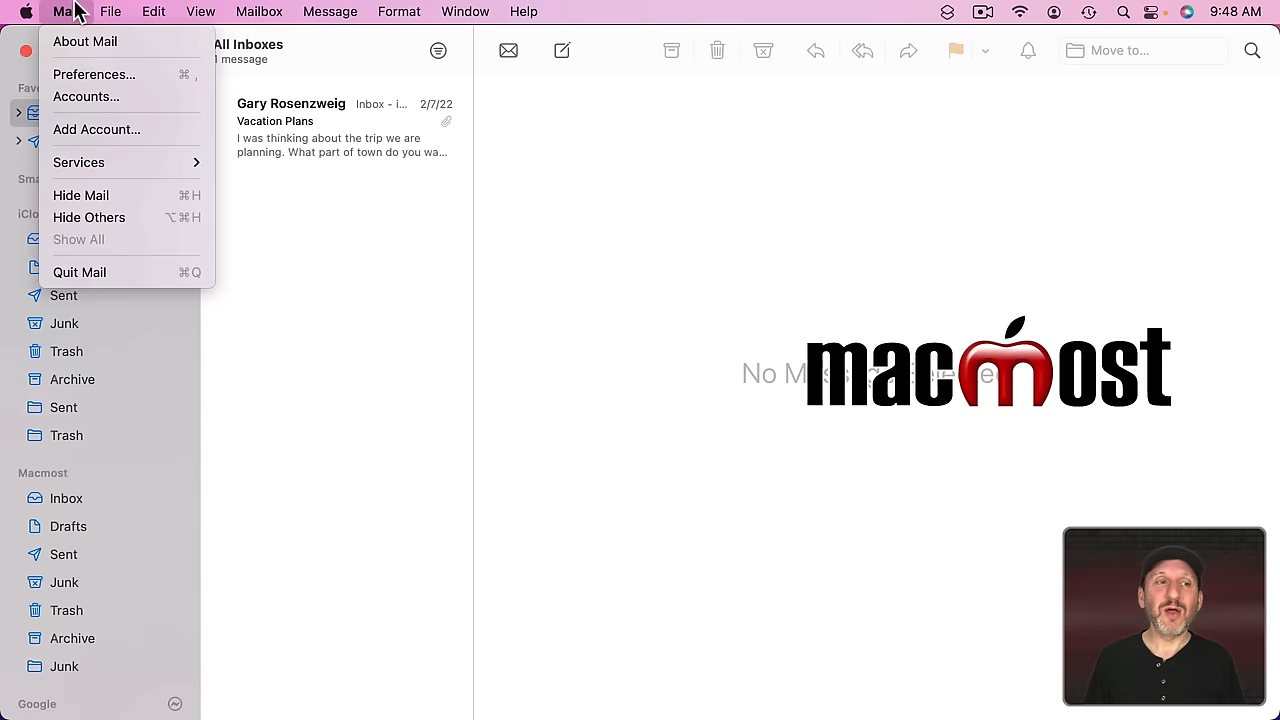 Mail File Edit View Mailbox Message Format Window Help 9:48 AM
About Mail
Preferences... ⌘ ,
Accounts...
Add Account...
Services
Hide Mail ⌘H
Hide Others ⌥⌘H
Show All
Quit Mail ⌘Q
Sent
Junk
Trash
Archive
Sent
Trash
Macmost
Inbox
Drafts
Sent
Junk
Trash
Archive
Junk
Google
All Inboxes
1 message
Gary Rosenzweig Inbox - i... 2/7/22
Vacation Plans
I was thinking about the trip we are
planning. What part of town do you wa...
Move to...
macmost